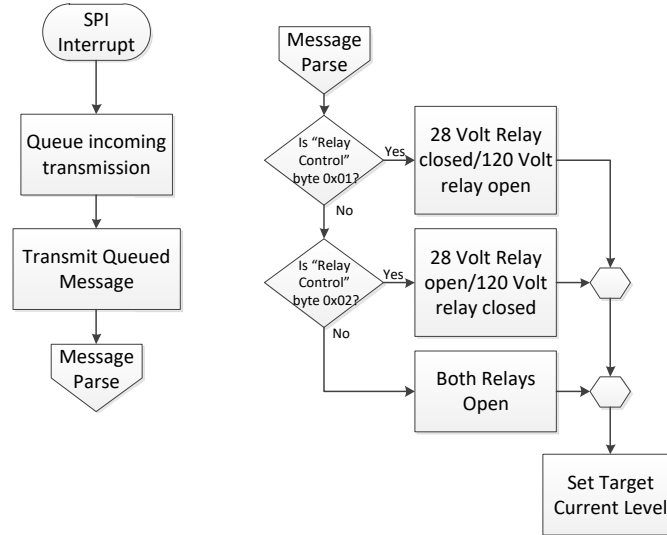 SPI
Interrupt
Queue incoming
transmission
Transmit Queued
Message
Message
Parse
Message
Parse
Is “Relay
Control”
byte 0x01?
Yes
28 Volt Relay
closed/120 Volt
relay open
No
Is “Relay
Control”
byte 0x02?
Yes
28 Volt Relay
open/120 Volt
relay closed
No
Both Relays
Open
Set Target
Current Level